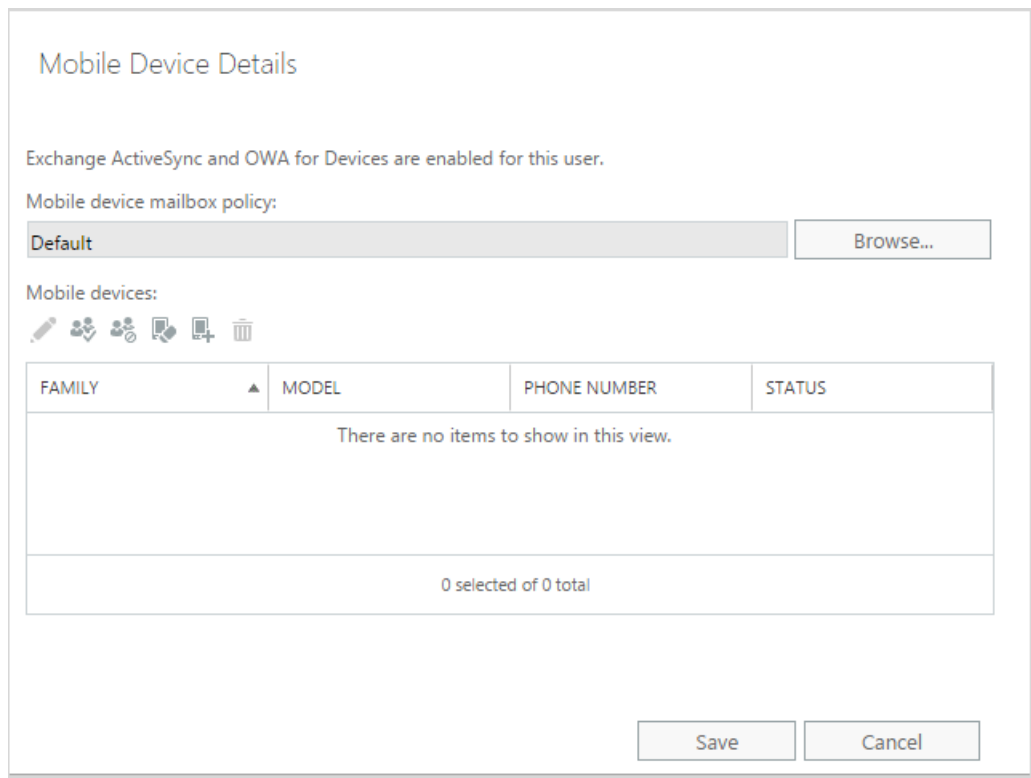 Mobile Device Details
Exchange ActiveSync and OWA for Devices are enabled for this user.
Mobile device mailbox policy:
Default
Browse...
Mobile devices:
FAMILY MODEL PHONE NUMBER STATUS
There are no items to show in this view.
0 selected of 0 total
Save Cancel